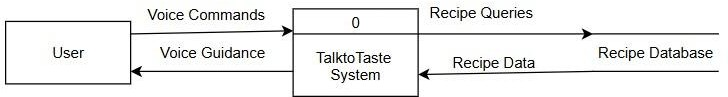 Voice Commands
0
Recipe Queries
User
Voice Guidance
TalktoTaste
System
Recipe Data
Recipe Database